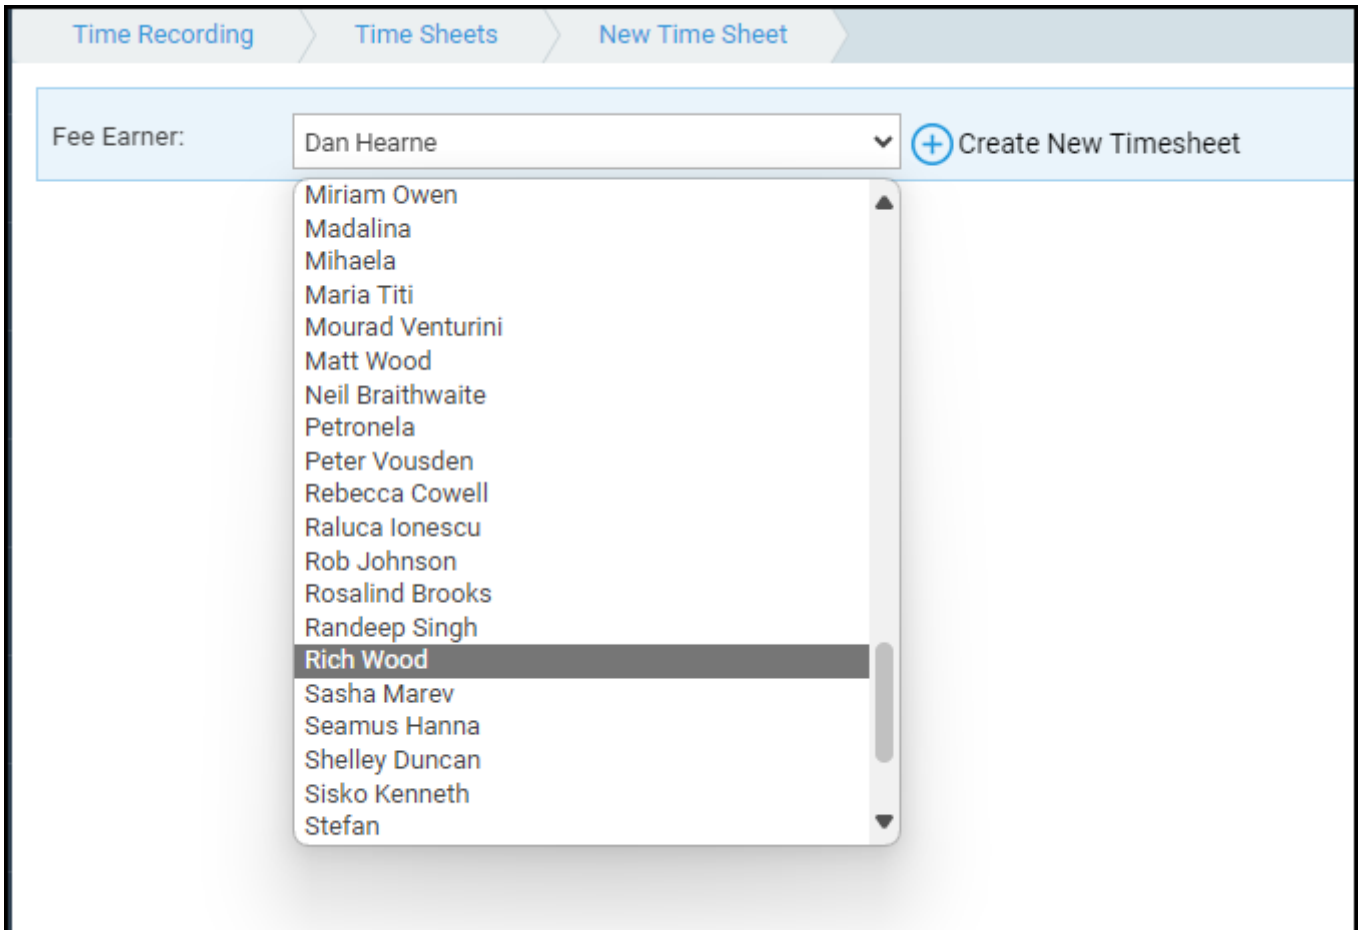 Time Recording Time Sheets New Time Sheet
Fee Earner: Dan Hearne Create New Timesheet
Miriam Owen
Madalina
Mihaela
Maria Titi
Mourad Venturini
Matt Wood
Neil Braithwaite
Petronela
Peter Vousden
Rebecca Cowell
Raluca Ionescu
Rob Johnson
Rosalind Brooks
Randeep Singh
Rich Wood
Sasha Marev
Seamus Hanna
Shelley Duncan
Sisko Kenneth
Stefan